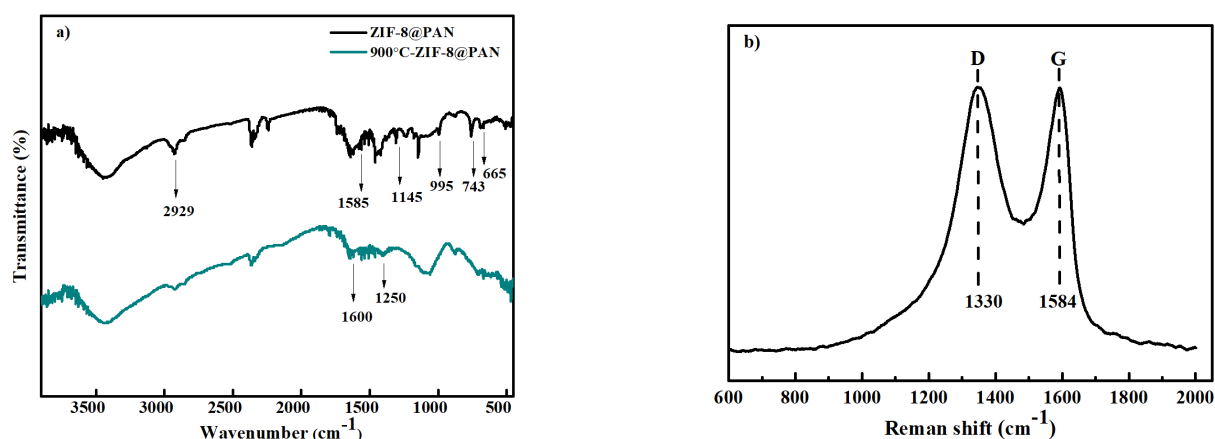 a)
ZIF-8@PAN
900°C-ZIF-8@PAN
Transmittance (%)
2929
1585
1145
995
743
665
1600
1250
3500 3000 2500 2000 1500 1000 500
Wavenumber (cm⁻¹)
b)
D G
1330 1584
600 800 1000 1200 1400 1600 1800 2000
Reman shift (cm⁻¹)